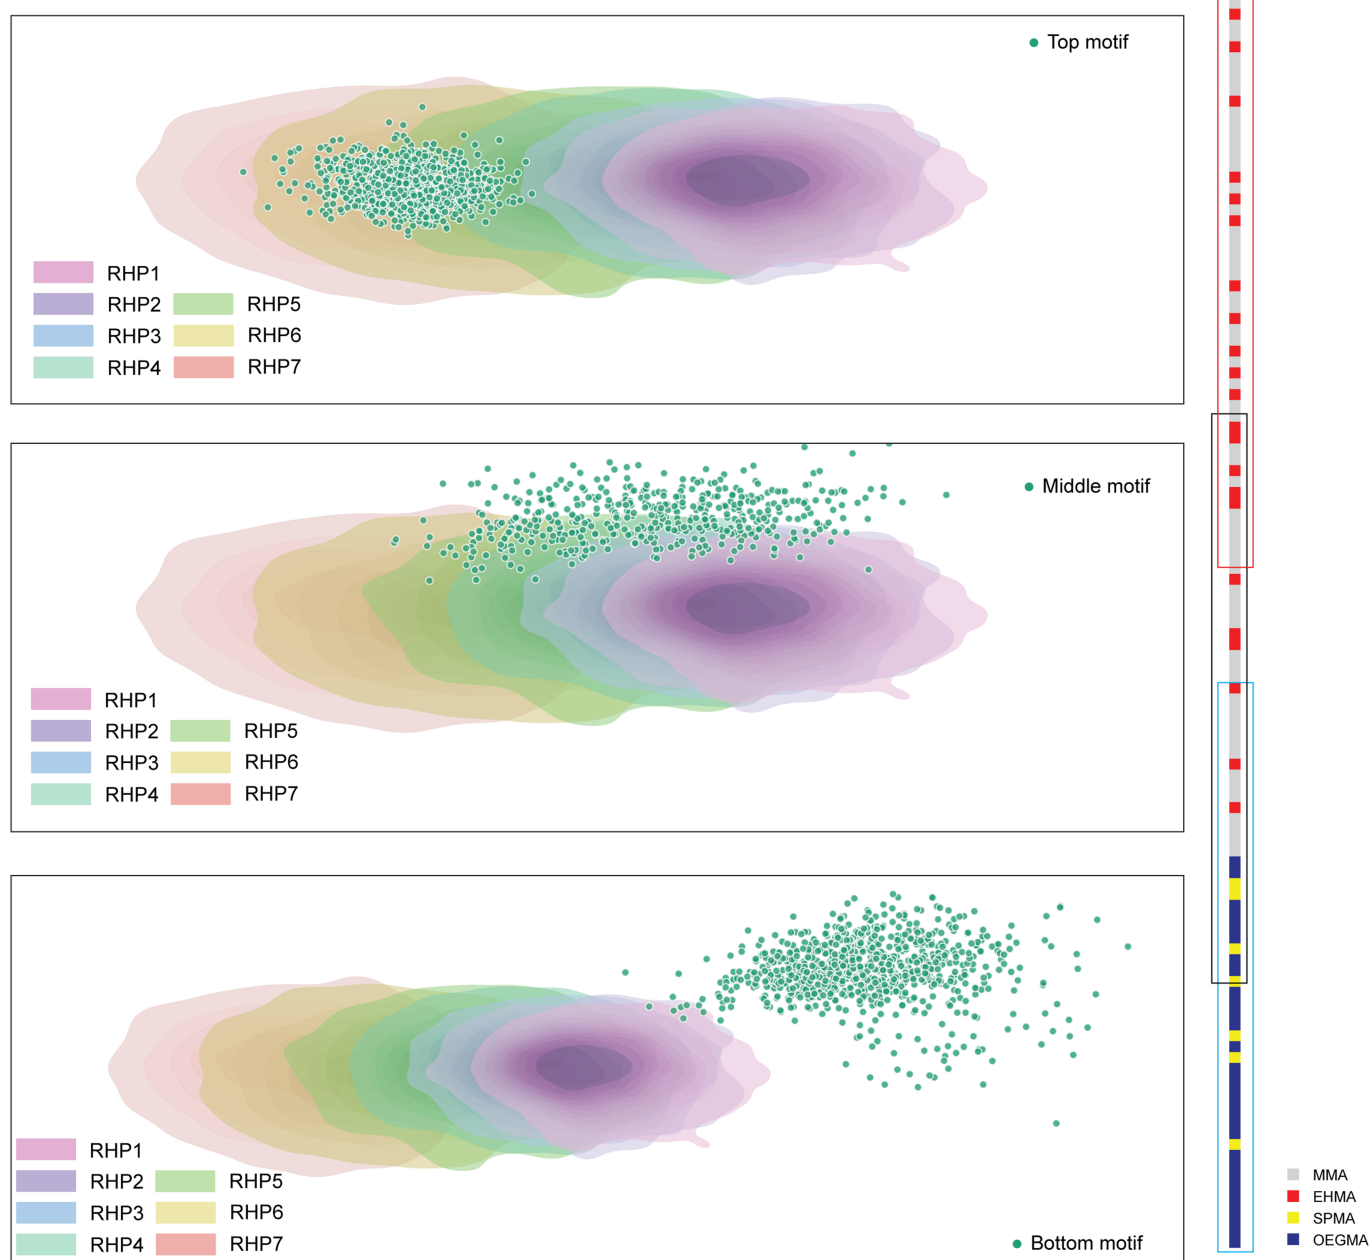 Top motif
RHP1
RHP2 RHP5
RHP3 RHP6
RHP4 RHP7
Middle motif
RHP1
RHP2 RHP5
RHP3 RHP6
RHP4 RHP7
RHP1
RHP2 RHP5
RHP3 RHP6
RHP4 RHP7
Bottom motif
MMA
EHMA
SPMA
OEGMA